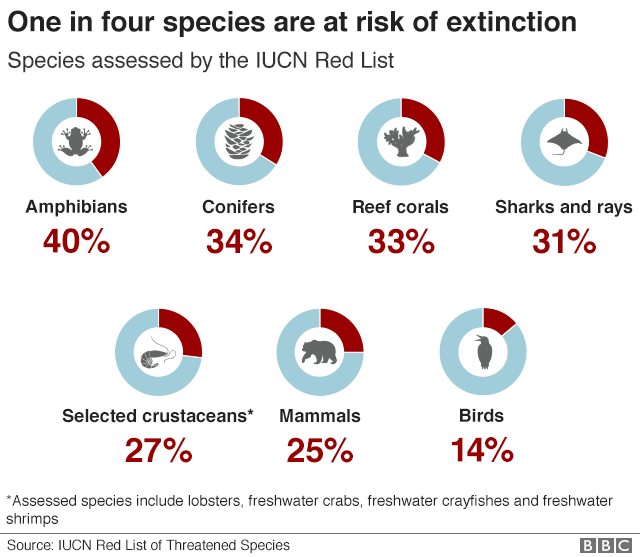 One in four species are at risk of extinction
Species assessed by the IUCN Red List
Amphibians
40%
Conifers
34%
Reef corals
33%
Sharks and rays
31%
Selected crustaceans*
27%
Mammals
25%
Birds
14%
*Assessed species include lobsters, freshwater crabs, freshwater crayfishes and freshwater
shrimps
Source: IUCN Red List of Threatened Species
BBC